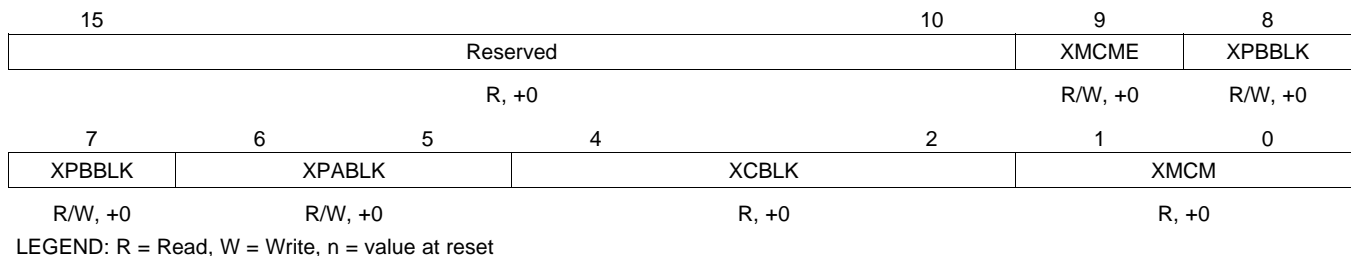 15 10 9 8
Reserved XMCME XPBBLK
R, +0 R/W, +0 R/W, +0
7 6 5 4 2 1 0
XPBBLK XPABLK XCBLK XMCM
R/W, +0 R/W, +0 R, +0 R, +0
LEGEND: R = Read, W = Write, n = value at reset